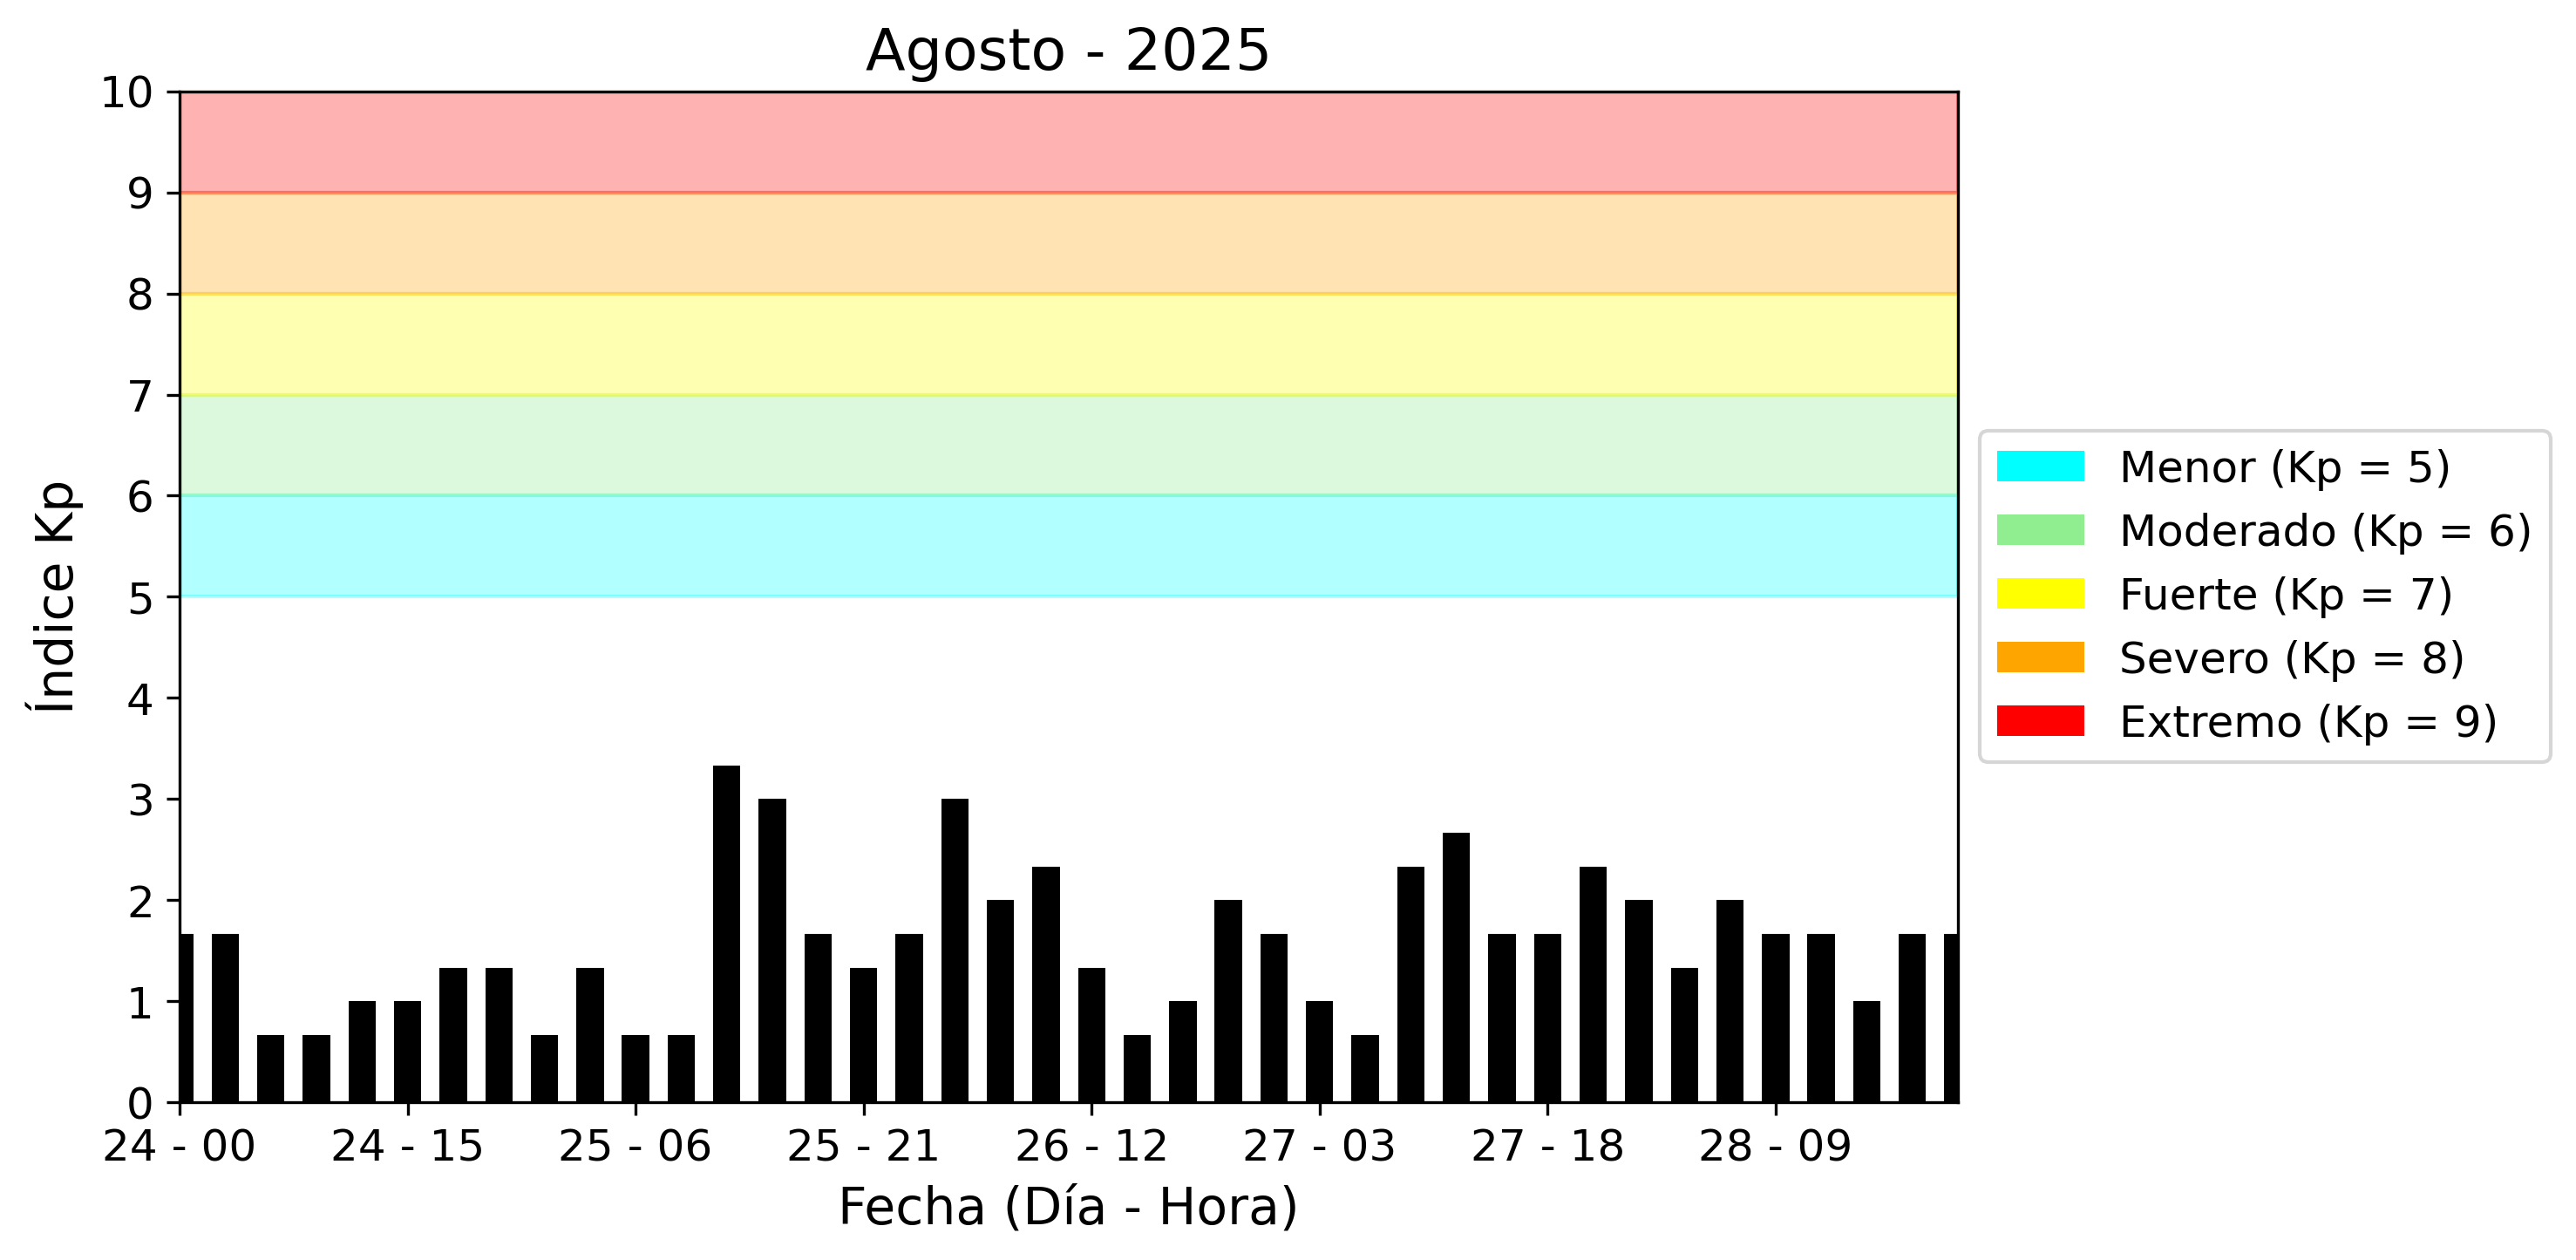 Agosto - 2025
10
9
8
7
6
5
4
3
2
1
0
Índice Kp
24 - 00
24 - 15
25 - 06
25 - 21
26 - 12
27 - 03
27 - 18
28 - 09
Fecha (Día - Hora)
Menor (Kp = 5)
Moderado (Kp = 6)
Fuerte (Kp = 7)
Severo (Kp = 8)
Extremo (Kp = 9)